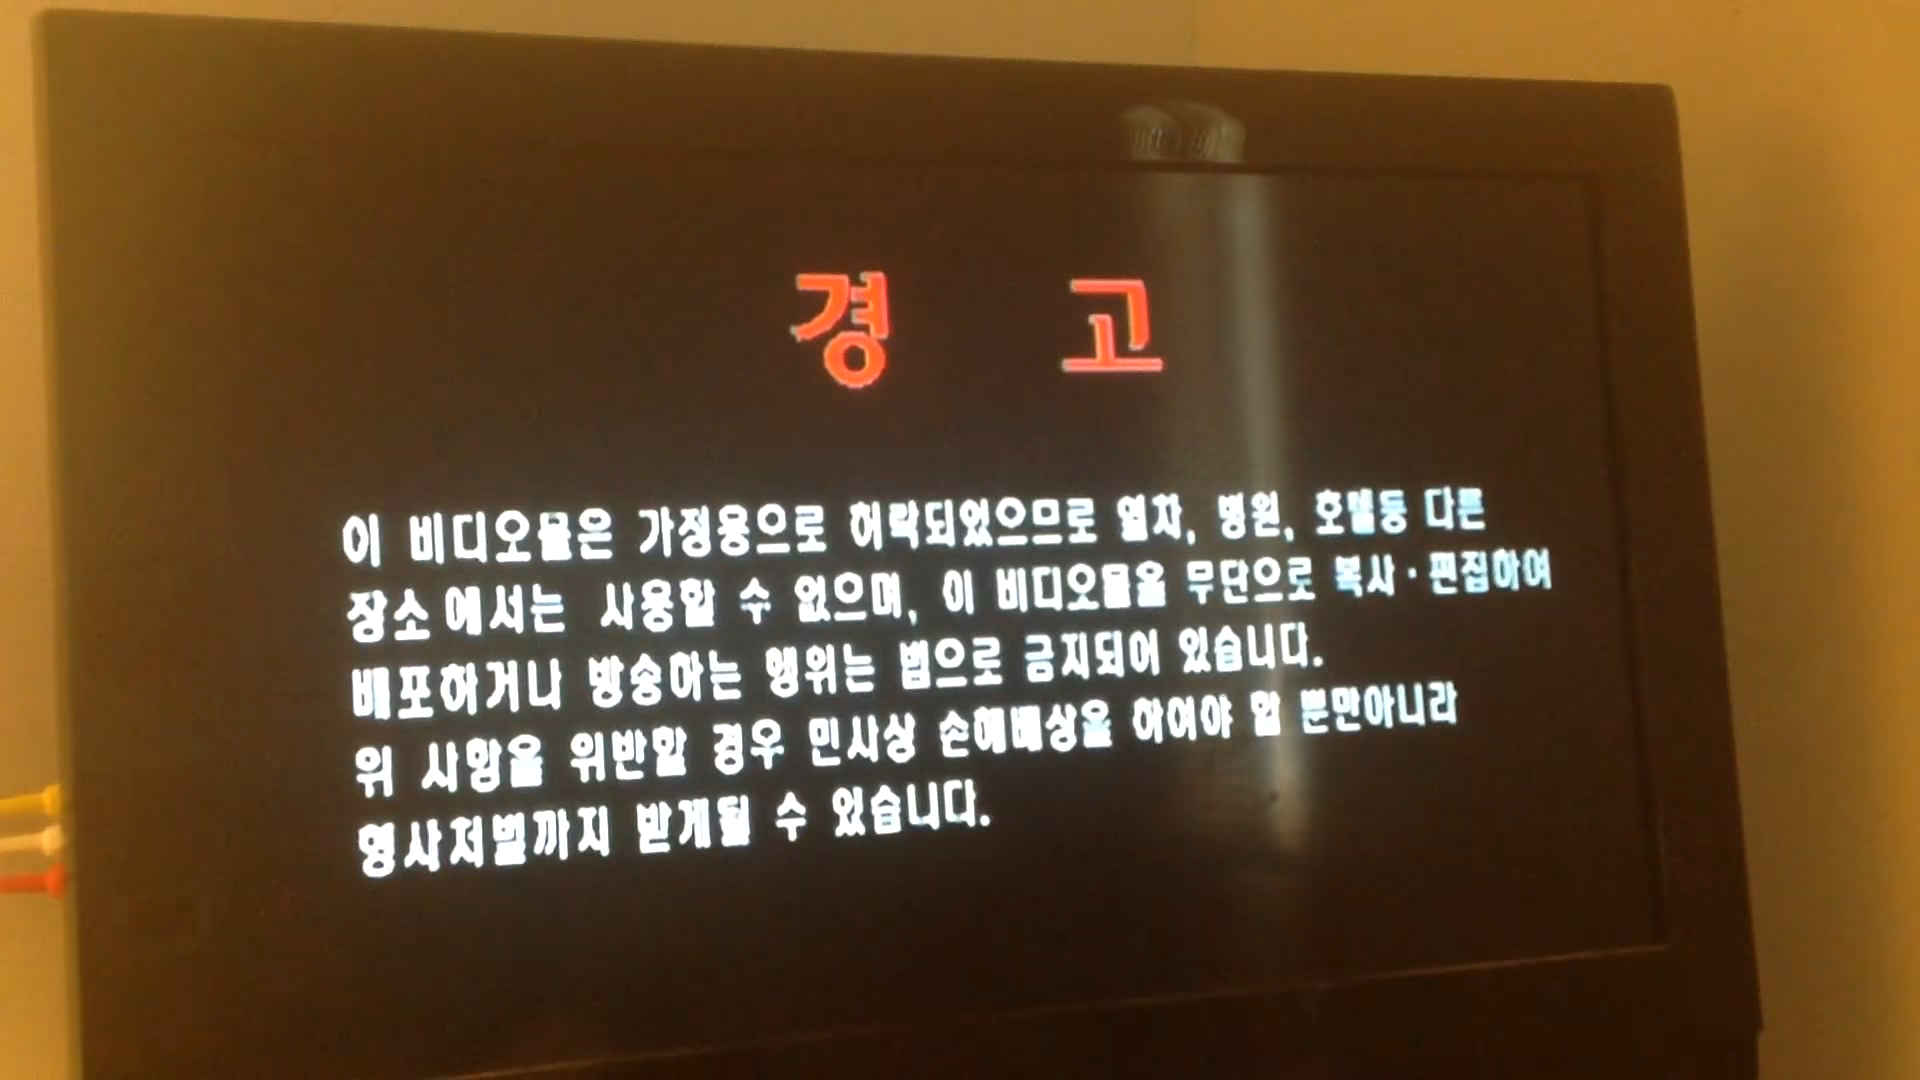 경 고
이 비디오물은 가정용으로 허락되었으므로 열차, 병원, 호텔등 다른
장소에서는 사용할 수 없으며, 이 비디오물을 무단으로 복사·편집하여
배포하거나 방송하는 행위는 법으로 금지되어 있습니다.
위 사항을 위반할 경우 민사상 손해배상을 하여야 할 뿐만아니라
형사처벌까지 받게될 수 있습니다.